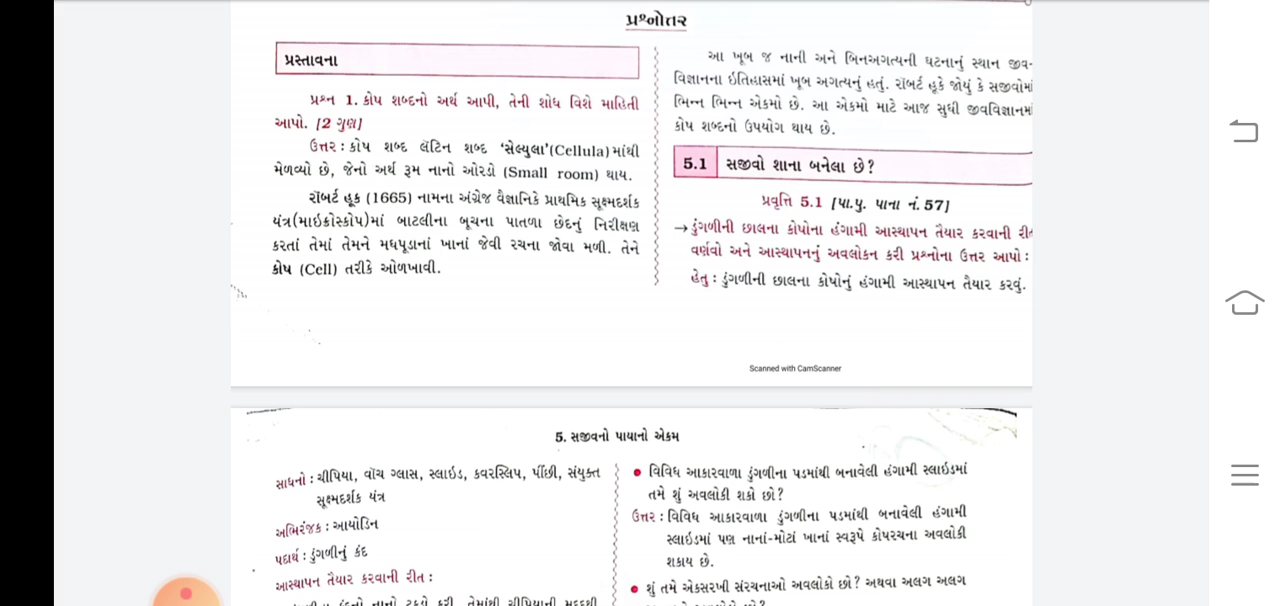 પ્રશ્નોત્તર
પ્રસ્તાવના
પ્રશ્ન 1. કોષ શબ્દનો અર્થ આપી, તેની શોધ વિશે માહિતી
આપો. [2 ગુણ]
ઉત્તર : કોષ શબ્દ લૅટિન શબ્દ ‘સેલ્યુલા’(Cellula) માંથી
મેળવ્યો છે, જેનો અર્થ રૂમ નાનો ઓરડો (Small room) થાય.
રૉબર્ટ હૂક (1665) નામના અંગ્રેજ વૈજ્ઞાનિકે પ્રાથમિક સૂક્ષ્મદર્શક
યંત્ર(માઇક્રોસ્કોપ)માં બાટલીના બૂચના પાતળા છેદનું નિરીક્ષણ
કરતાં તેમાં તેમને મધપૂડાનાં ખાનાં જેવી રચના જોવા મળી. તેને
કોષ (Cell) તરીકે ઓળખાવી.
આ ખૂબ જ નાની અને બિનઅગત્યની ઘટનાનું સ્થાન જીવ-
વિજ્ઞાનના ઇતિહાસમાં ખૂબ અગત્યનું હતું. રૉબર્ટ હૂકે જોયું કે સજીવોમાં
ભિન્ન ભિન્ન એકમો છે. આ એકમો માટે આજ સુધી જીવવિજ્ઞાનમાં
કોષ શબ્દનો ઉપયોગ થાય છે.
5.1 સજીવો શાના બનેલા છે?
પ્રવૃત્તિ 5.1 [પા.પુ. પાના નં. 57]
→ ડુંગળીની છાલના કોષોના હંગામી આસ્થાપન તૈયાર કરવાની રીત
વર્ણવો અને આસ્થાપનનું અવલોકન કરી પ્રશ્નોના ઉત્તર આપો :
હેતુ : ડુંગળીની છાલના કોષોનું હંગામી આસ્થાપન તૈયાર કરવું.
Scanned with CamScanner
5. સજીવનો પાયાનો એકમ
સાધનો : ચીપિયા, વૉચ ગ્લાસ, સ્લાઇડ, કવરસ્લિપ, પીંછી, સંયુક્ત
સૂક્ષ્મદર્શક યંત્ર
અભિરંજક : આયોડિન
પદાર્થ : ડુંગળીનું કંદ
આસ્થાપન તૈયાર કરવાની રીત :
• વિવિધ આકારવાળા ડુંગળીના પડમાંથી બનાવેલી હંગામી સ્લાઇડમાં
તમે શું અવલોકી શકો છો?
ઉત્તર : વિવિધ આકારવાળા ડુંગળીના પડમાંથી બનાવેલી હંગામી
સ્લાઇડમાં પણ નાનાં-મોટાં ખાનાં સ્વરૂપે કોષરચના અવલોકી
શકાય છે.
• શું તમે એકસરખી સંરચનાઓ અવલોકો છો? અથવા અલગ અલગ